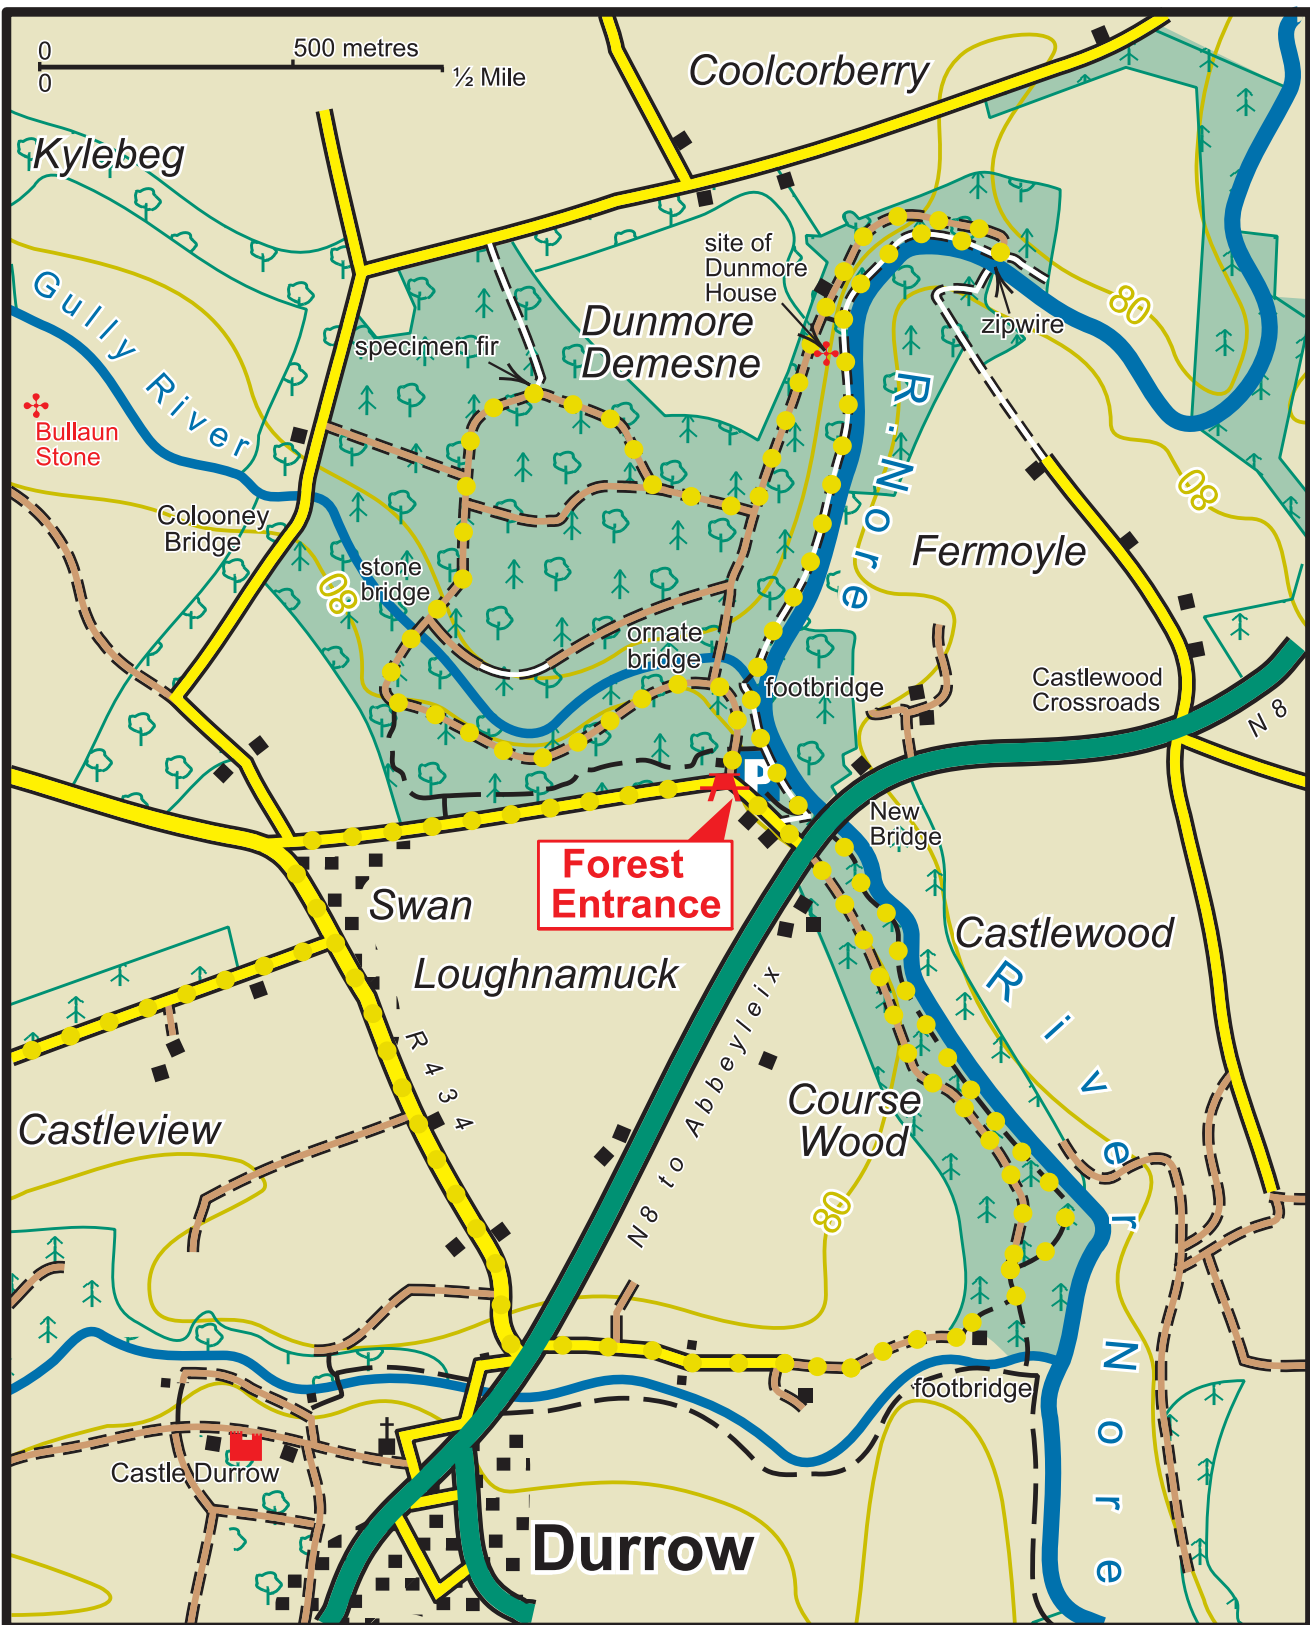 0
500 metres
0
½ Mile
Coolcorberry
Kylebeg
Gully River
site of
Dunmore
House
Dunmore
Demesne
80
zipwire
specimen fir
R. Nore
Bullaun
Stone
80
Colooney
Bridge
Fermoyle
stone
bridge
80
ornate
bridge
footbridge
Castlewood
Crossroads
N8
P
New
Bridge
Forest
Entrance
Swan
Castlewood
Loughnamuck
River Nore
R434
N8 to Abbeyleix
Course
Wood
Castleview
80
footbridge
Castle Durrow
Durrow